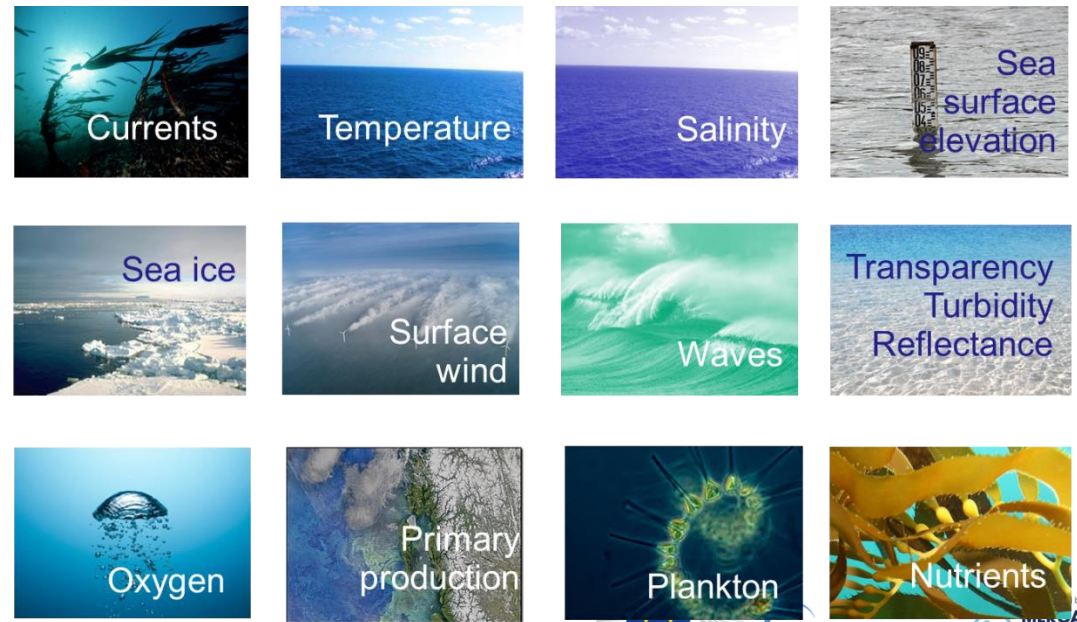 Currents
Temperature
Salinity
Sea
surface
elevation
Sea ice
Surface
wind
Waves
Transparency
Turbidity
Reflectance
Oxygen
Primary
production
Plankton
Nutrients